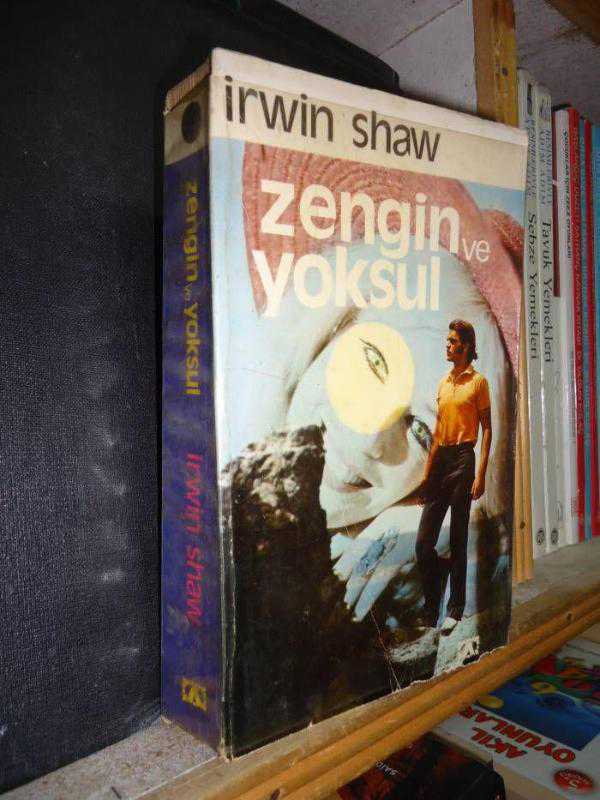 irwin shaw
zengin ve
yoksul
zengin ve yoksul irwin shaw
Sebze Yemekleri
Tavuk Yemekleri
AKIL
OYUNLAR